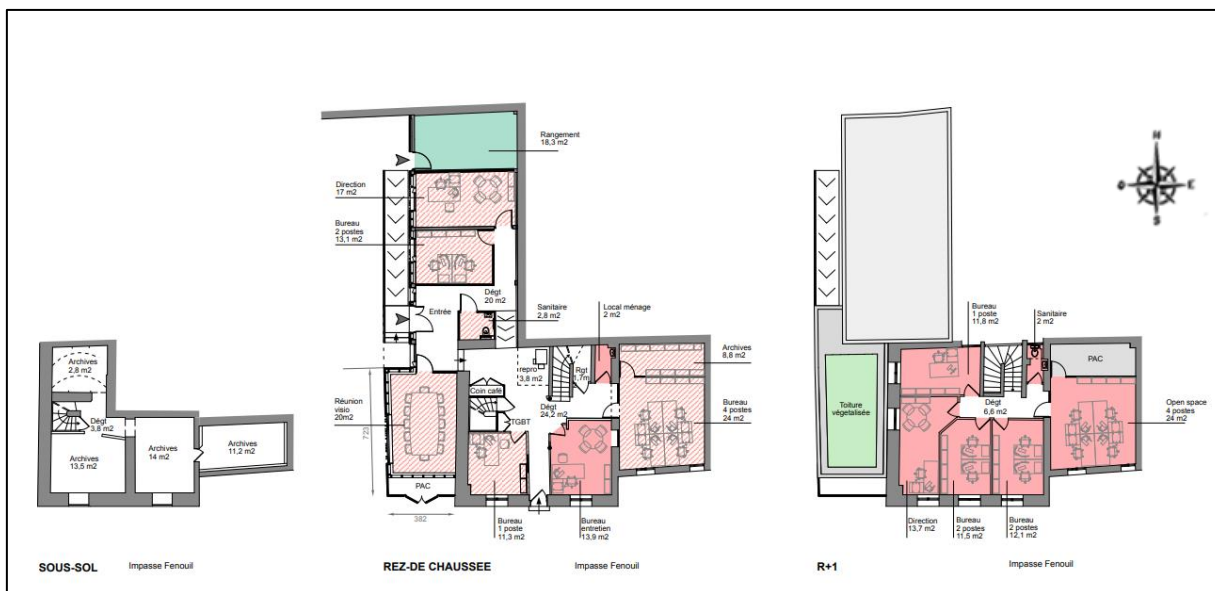 Archives
2,8 m2
Dégt
3,8 m2
Archives
13,5 m2
Archives
14 m2
Archives
11,2 m2
SOUS-SOL
Impasse Fenouil
Rangement
18,3 m2
Direction
17 m2
Bureau
2 postes
13,1 m2
Dégt
20 m2
Entrée
Sanitaire
2,8 m2
Local ménage
2 m2
Archives
8,8 m2
repro
3,8 m2
Rgt
1,7m2
Coin café
Réunion
visio
20m2
Dégt
24,2 m2
TGBT
Bureau
4 postes
24 m2
723
PAC
382
Bureau
1 poste
11,3 m2
Bureau
entretien
13,9 m2
REZ-DE CHAUSSEE
Impasse Fenouil
N
O
E
S
Bureau
1 poste
11,8 m2
Sanitaire
2 m2
PAC
Toiture
végetalisée
Dégt
6,6 m2
Open space
4 postes
24 m2
Direction
13,7 m2
Bureau
2 postes
11,5 m2
Bureau
2 postes
12,1 m2
R+1
Impasse Fenouil